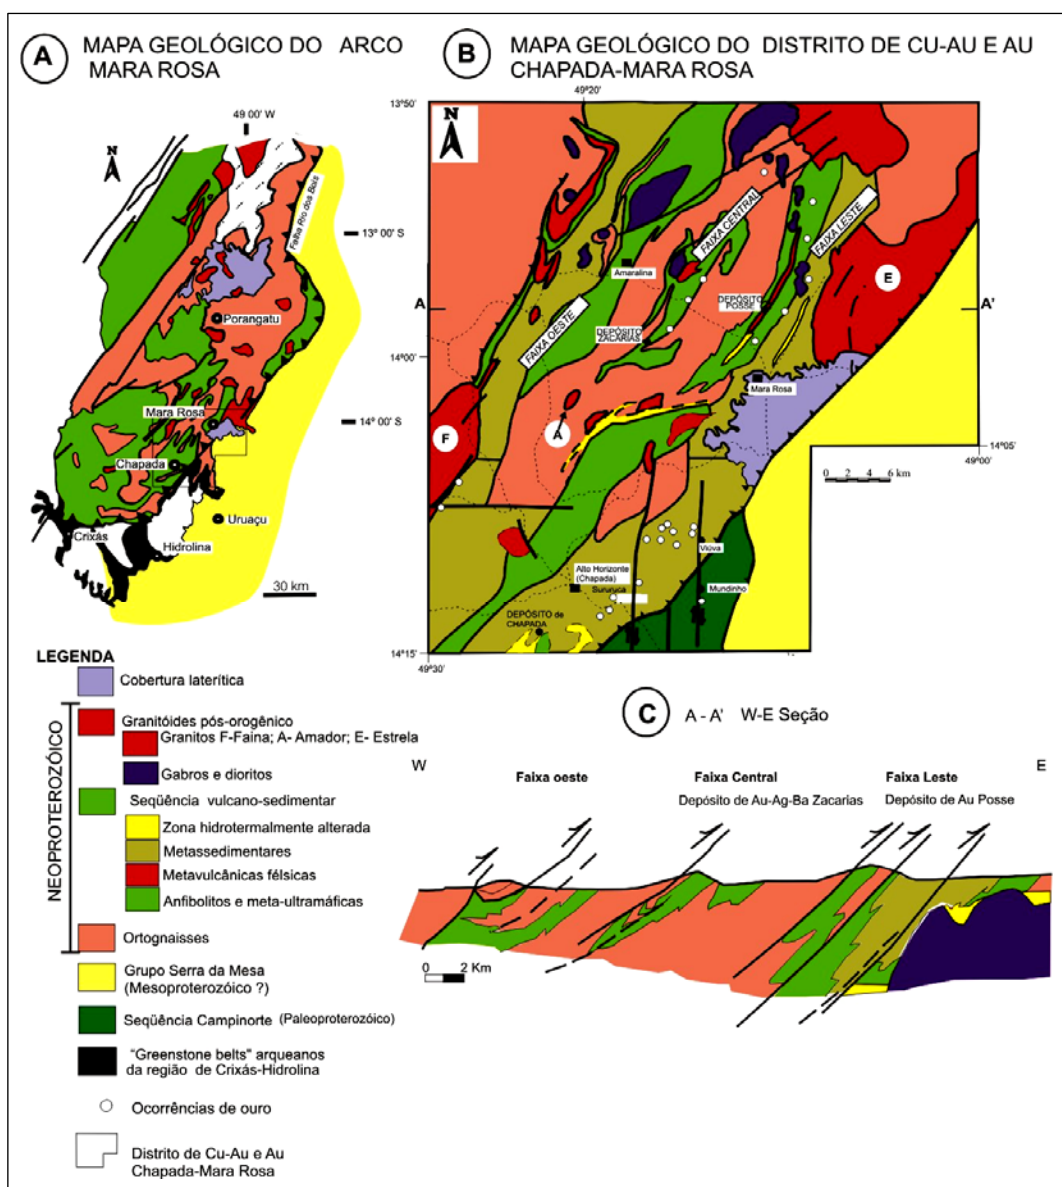 A
MAPA GEOLÓGICO DO ARCO
MARA ROSA
49 00' W
N
Falha Rio dos Bois
13° 00' S
Porangatu
Mara Rosa
14° 00' S
Chapada
Uruaçu
Crixás
Hidrolina
30 km
B
MAPA GEOLÓGICO DO DISTRITO DE CU-AU E AU
CHAPADA-MARA ROSA
49°20'
13°50'
N
FAIXA CENTRAL
FAIXA LESTE
Amaralina
E
A
A'
DEPÓSITO
POSSE
DEPÓSITO
ZACARIAS
FAIXA OESTE
14°00'
Mara Rosa
F
A
14°05'
49°00'
0 2 4 6 km
Viúva
Alto Horizonte
(Chapada)
Sururuca
Mundinho
DEPÓSITO de
CHAPADA
14°15'
49°30'
LEGENDA
Cobertura laterítica
NEOPROTEROZÓICO
Granitóides pós-orogênico
Granitos F-Faina; A- Amador; E- Estrela
Gabros e dioritos
Seqüência vulcano-sedimentar
Zona hidrotermalmente alterada
Metassedimentares
Metavulcânicas félsicas
Anfibolitos e meta-ultramáficas
Ortognaisses
Grupo Serra da Mesa
(Mesoproterozóico ?)
Seqüência Campinorte (Paleoproterozóico)
"Greenstone belts" arqueanos
da região de Crixás-Hidrolina
Ocorrências de ouro
Distrito de Cu-Au e Au
Chapada-Mara Rosa
C
A - A' W-E Seção
W
E
Faixa oeste
Faixa Central
Depósito de Au-Ag-Ba Zacarias
Faixa Leste
Depósito de Au Posse
0 2 Km